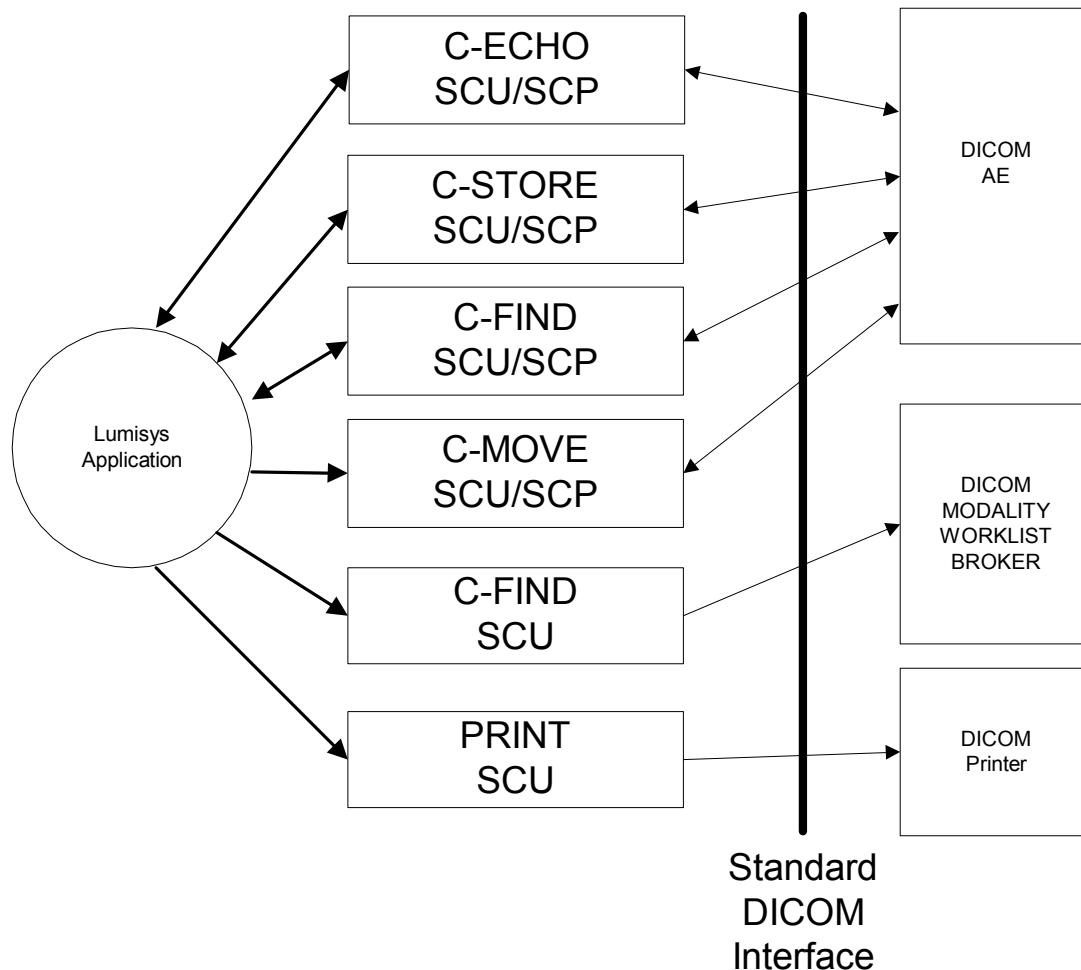 C-ECHO
SCU/SCP
C-STORE
SCU/SCP
C-FIND
SCU/SCP
C-MOVE
SCU/SCP
C-FIND
SCU
PRINT
SCU
Lumisys
Application
DICOM
AE
DICOM
MODALITY
WORKLIST
BROKER
DICOM
Printer
Standard
DICOM
Interface